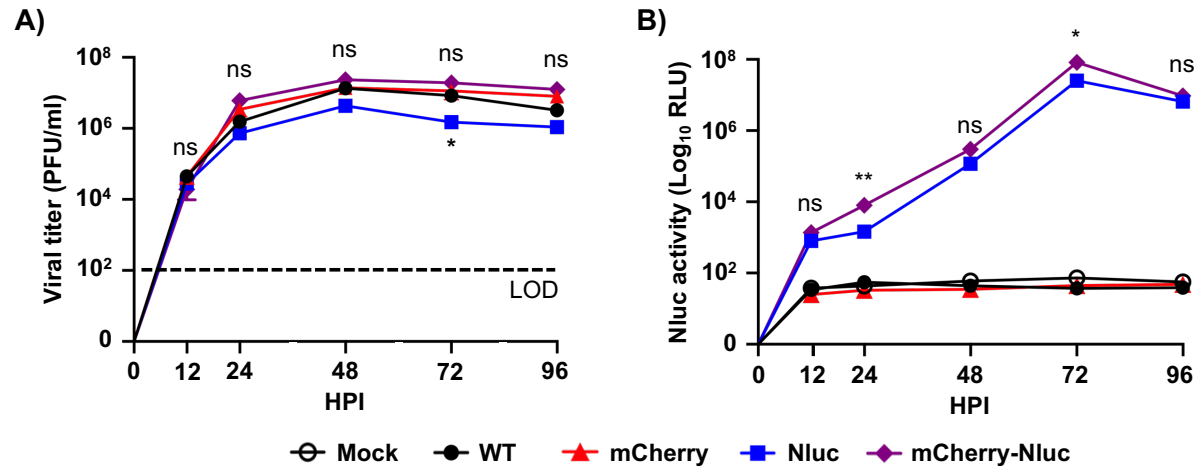 A)
Viral titer (PFU/ml)
10⁸
10⁶
10⁴
10²
0
ns
ns
ns
ns
ns
*
LOD
0
12
24
48
72
96
HPI
B)
Nluc activity (Log₁₀ RLU)
10⁸
10⁶
10⁴
10²
0
ns
**
ns
*
ns
0
12
24
48
72
96
HPI
Mock WT mCherry Nluc mCherry-Nluc